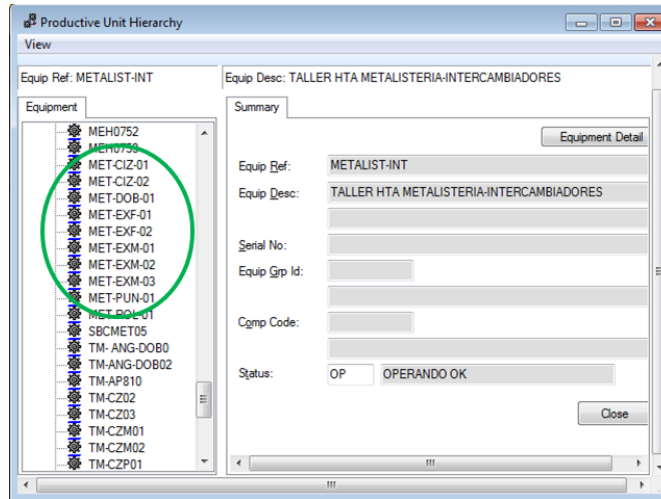 Productive Unit Hierarchy
View
Equip Ref: METALIST-INT
Equip Desc: TALLER HTA METALISTERIA-INTERCAMBIADORES
Equipment
MEH0752
MEH0753
MET-CIZ-01
MET-CIZ-02
MET-DOB-01
MET-EXF-01
MET-EXF-02
MET-EXM-01
MET-EXM-02
MET-EXM-03
MET-PUN-01
MET-ROL-01
SBCMET05
TM- ANG-DOB0
TM-ANG-DOB02
TM-AP810
TM-CZ02
TM-CZ03
TM-CZM01
TM-CZM02
TM-CZP01
Summary
Equipment Detail
Equip Ref: METALIST-INT
Equip Desc: TALLER HTA METALISTERIA-INTERCAMBIADORES
Serial No:
Equip Grp Id:
Comp Code:
Status: OP OPERANDO OK
Close